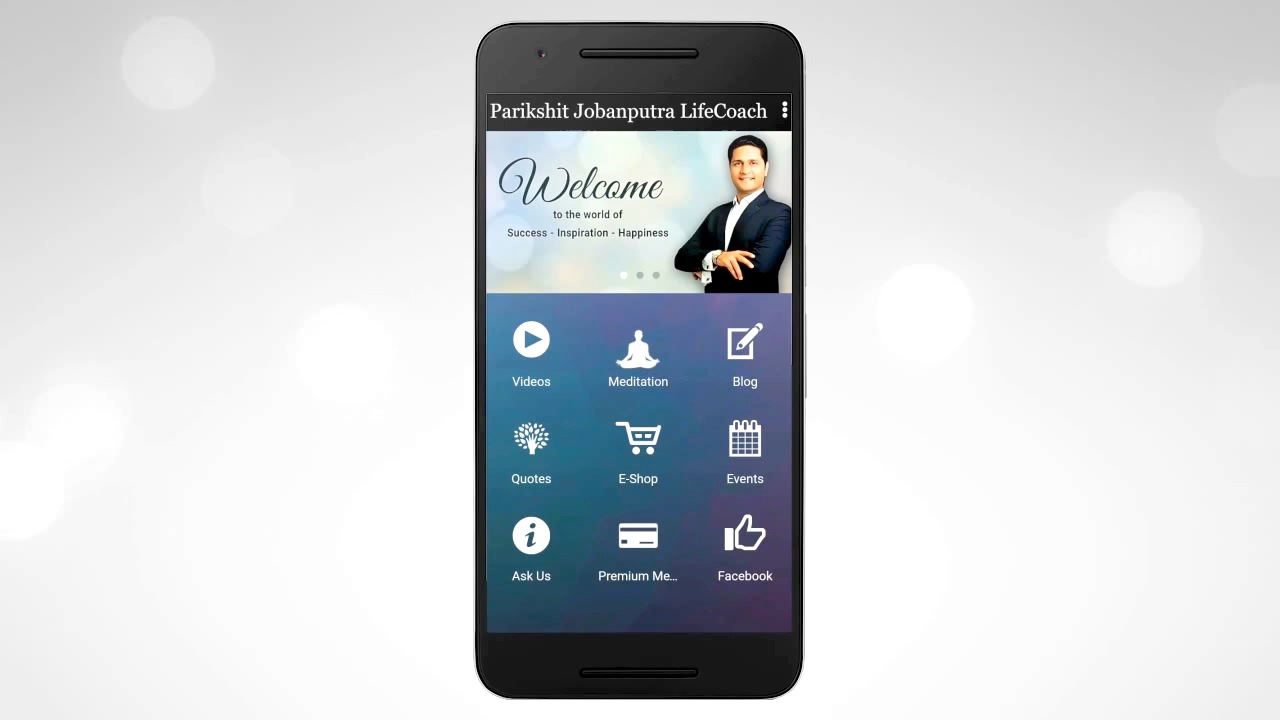 Parikshit Jobanputra LifeCoach
Welcome
to the world of
Success - Inspiration - Happiness
Videos
Meditation
Blog
Quotes
E-Shop
Events
Ask Us
Premium Me...
Facebook